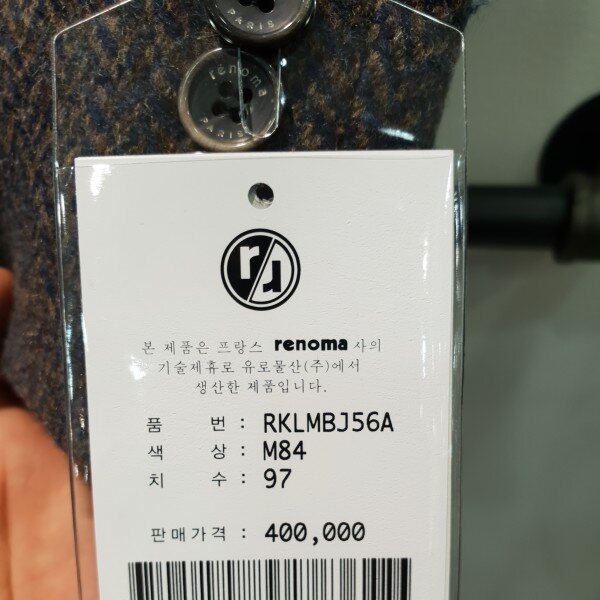 PARIS
renoma
PARIS
본 제품은 프랑스 renoma 사의
기술제휴로 유로물산(주)에서
생산한 제품입니다.
품 번 : RKLMBJ56A
색 상 : M84
치 수 : 97
판매가격 : 400,000